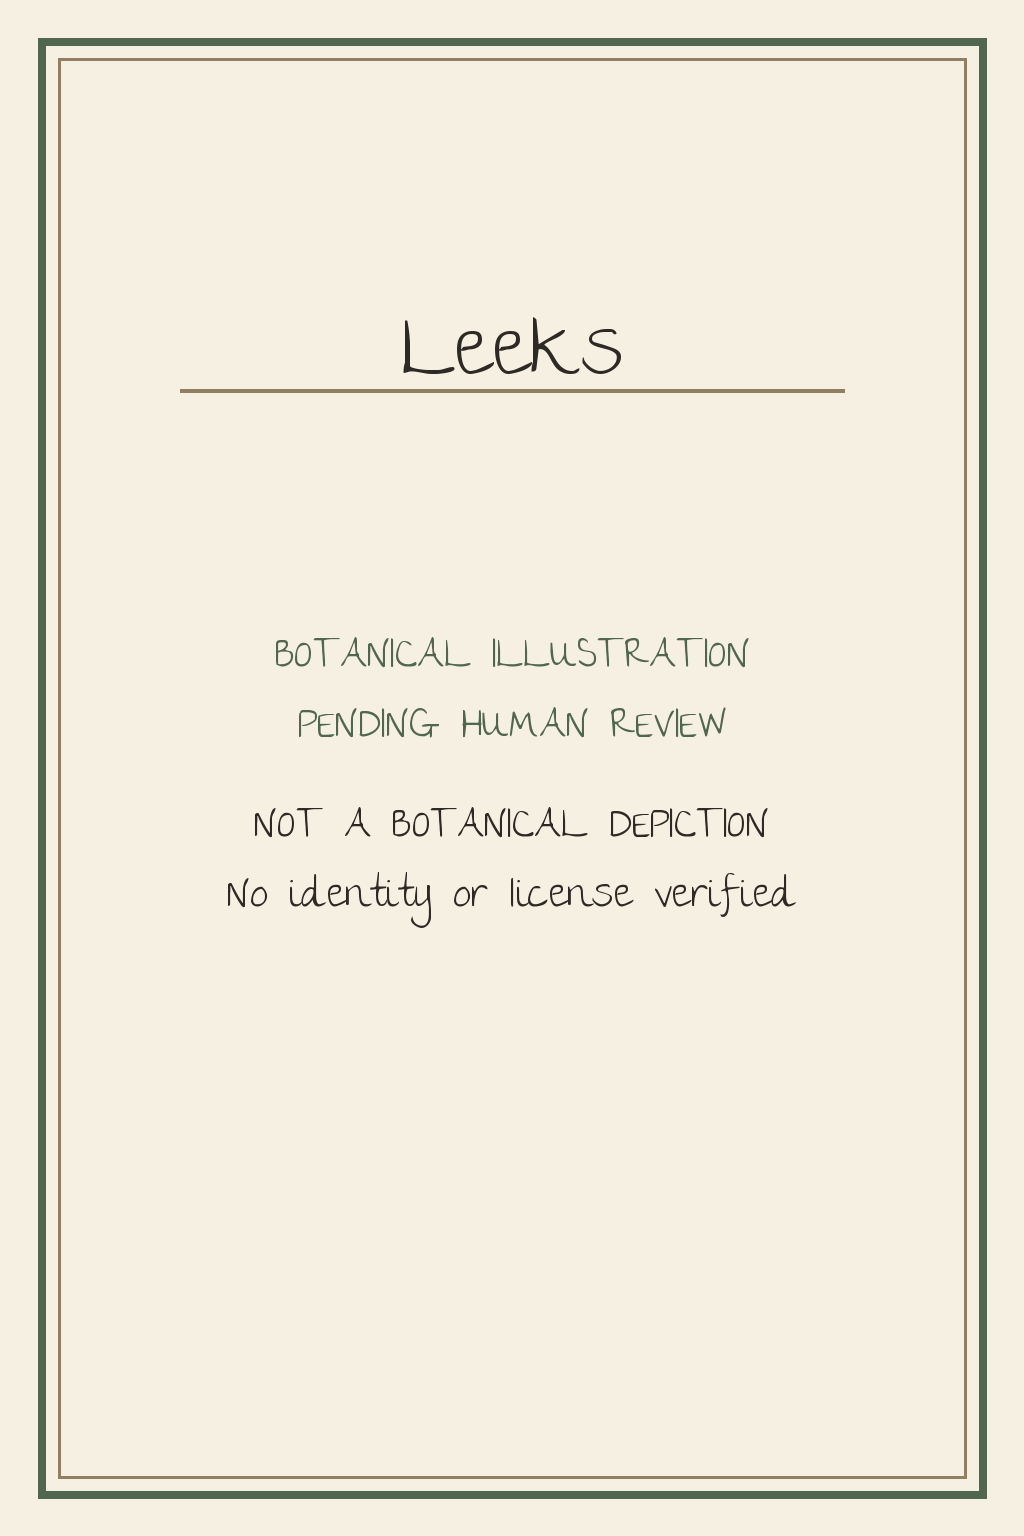 Leeks
BOTANICAL ILLUSTRATION
PENDING HUMAN REVIEW
NOT A BOTANICAL DEPICTION
No identity or license verified